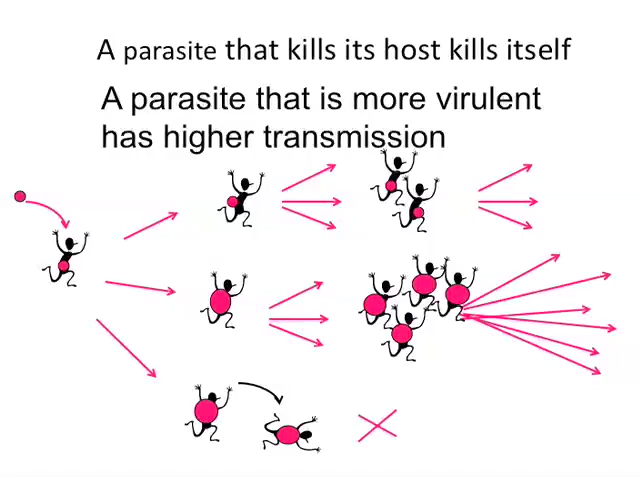 A parasite that kills its host kills itself
A parasite that is more virulent
has higher transmission